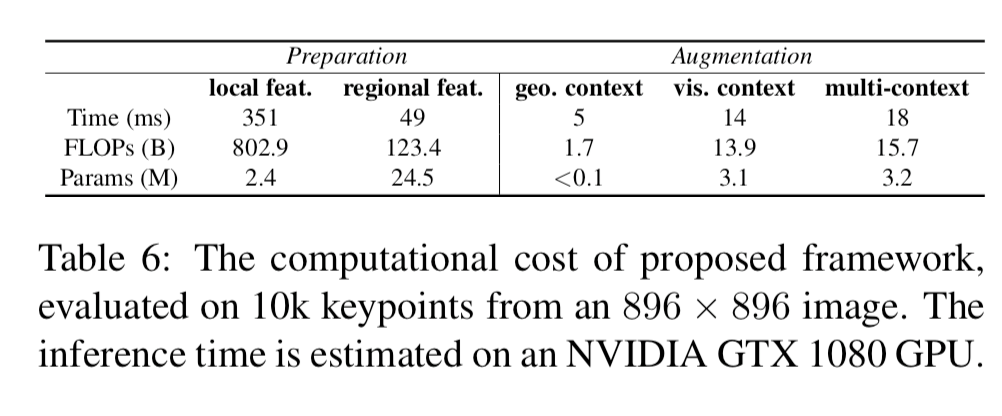 Preparation Augmentation
local feat. regional feat. geo. context vis. context multi-context
Time (ms) 351 49 5 14 18
FLOPs (B) 802.9 123.4 1.7 13.9 15.7
Params (M) 2.4 24.5 <0.1 3.1 3.2
Table 6: The computational cost of proposed framework,
evaluated on 10k keypoints from an 896 × 896 image. The
inference time is estimated on an NVIDIA GTX 1080 GPU.